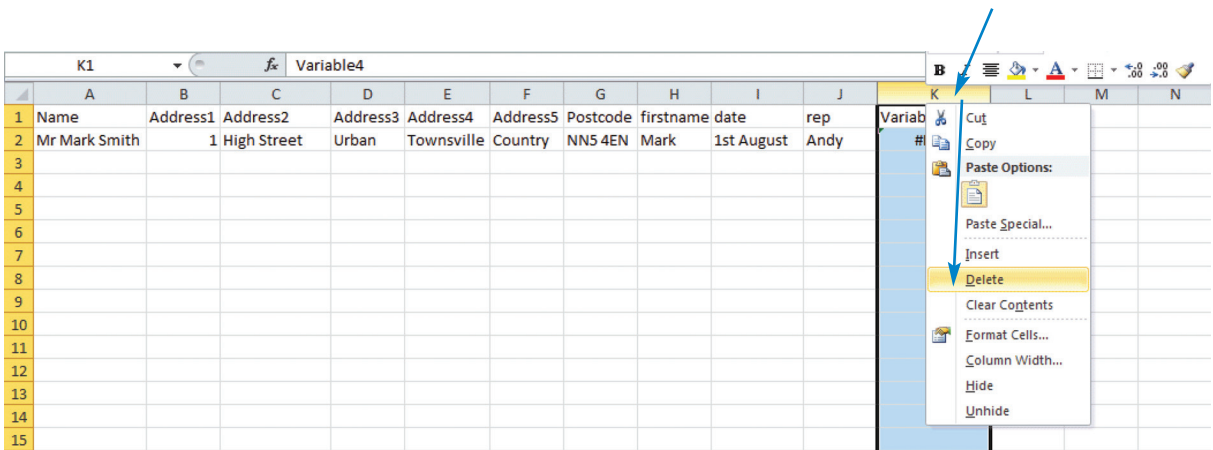 K1 fx Variable4
B I A
A B C D E F G H I J K L M N
1 Name Address1 Address2 Address3 Address4 Address5 Postcode firstname date rep Variab
2 Mr Mark Smith 1 High Street Urban Townsville Country NN5 4EN Mark 1st August Andy #
3
4
5
6
7
8
9
10
11
12
13
14
15
Cut
Copy
Paste Options:
Paste Special...
Insert
Delete
Clear Contents
Format Cells...
Column Width...
Hide
Unhide